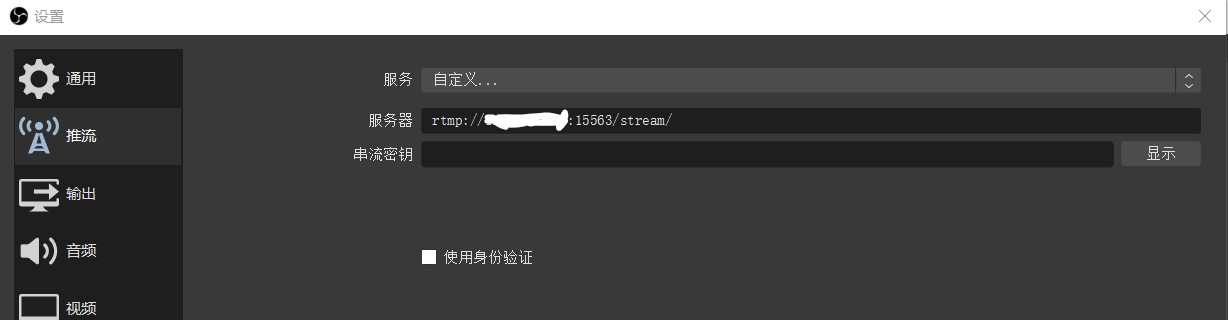 设置
通用
推流
输出
音频
视频
服务 自定义...
服务器 rtmp:// :15563/stream/
串流密钥 显示
使用身份验证